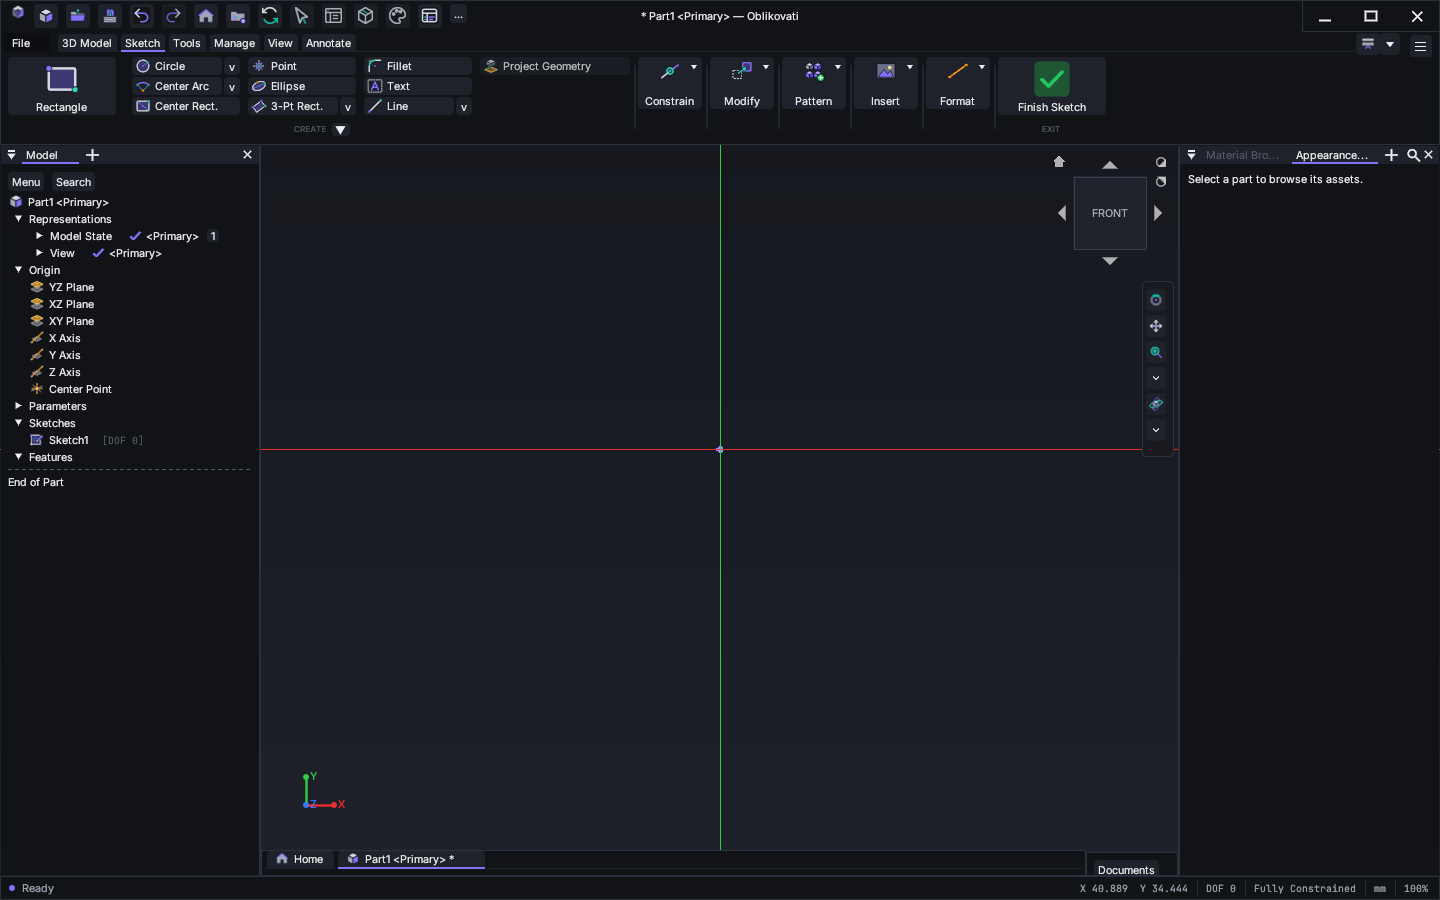 * Part1 <Primary> — Oblikovati
File
3D Model
Sketch
Tools
Manage
View
Annotate
Rectangle
Circle
v
Center Arc
v
Center Rect.
Point
Ellipse
3-Pt Rect.
v
Fillet
Text
Line
v
CREATE
Project Geometry
Constrain
Modify
Pattern
Insert
Format
Finish Sketch
EXIT
Model
Menu
Search
Part1 <Primary>
Representations
Model State
<Primary>
1
View
<Primary>
Origin
YZ Plane
XZ Plane
XY Plane
X Axis
Y Axis
Z Axis
Center Point
Parameters
Sketches
Sketch1
[DOF 0]
Features
End of Part
FRONT
Y
Z
X
Material Bro...
Appearance...
Select a part to browse its assets.
Home
Part1 <Primary> *
Documents
Ready
X 40.889
Y 34.444
DOF 0
Fully Constrained
mm
100%